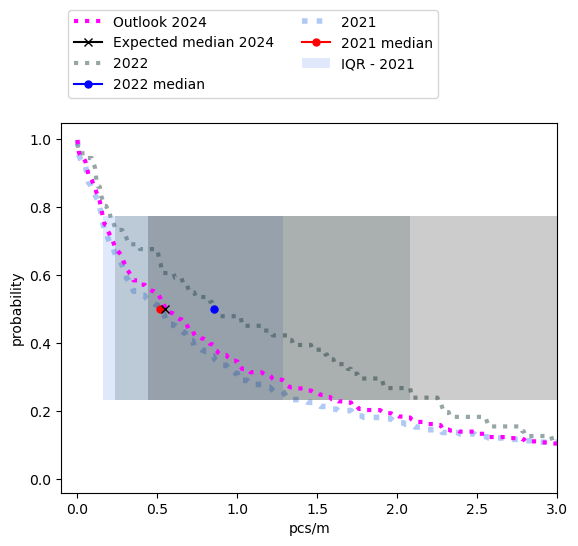 Outlook 2024
Expected median 2024
2022
2022 median
2021
2021 median
IQR - 2021
1.0
0.8
0.6
0.4
0.2
0.0
probability
0.0 0.5 1.0 1.5 2.0 2.5 3.0
pcs/m